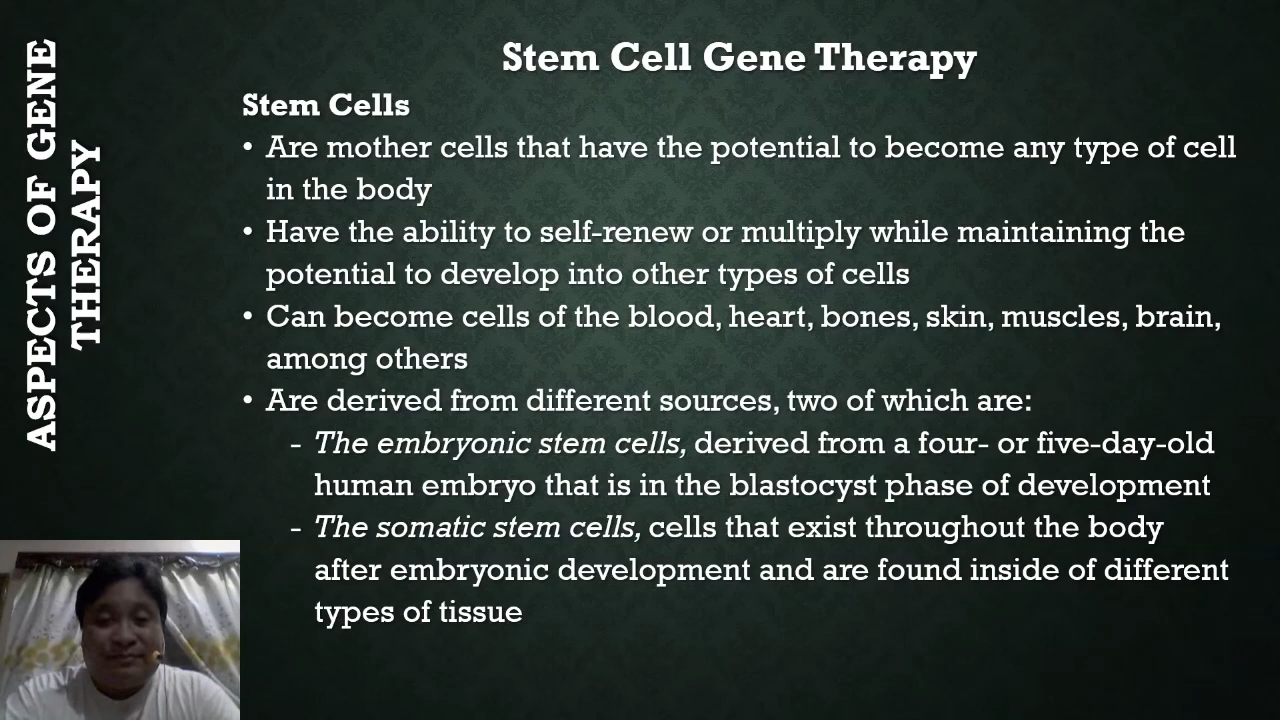 ASPECTS OF GENE
THERAPY
Stem Cell Gene Therapy
Stem Cells
• Are mother cells that have the potential to become any type of cell
in the body
• Have the ability to self-renew or multiply while maintaining the
potential to develop into other types of cells
• Can become cells of the blood, heart, bones, skin, muscles, brain,
among others
• Are derived from different sources, two of which are:
- The embryonic stem cells, derived from a four- or five-day-old
human embryo that is in the blastocyst phase of development
- The somatic stem cells, cells that exist throughout the body
after embryonic development and are found inside of different
types of tissue